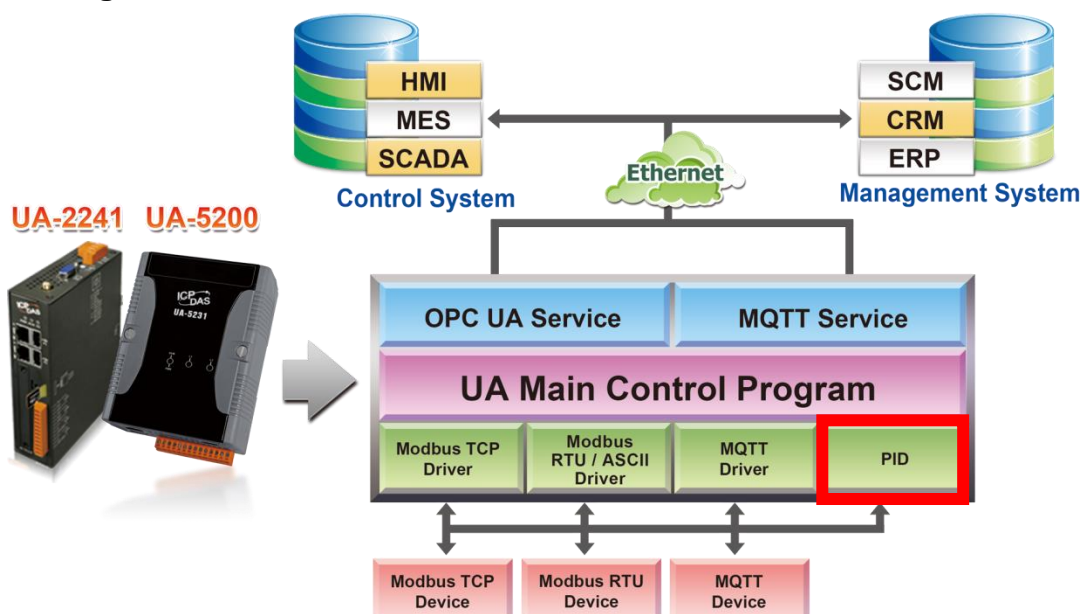 HMI
MES
SCADA
Control System
SCM
CRM
ERP
Management System
Ethernet
UA-2241 UA-5200
ICP DAS
UA-5231
OPC UA Service
MQTT Service
UA Main Control Program
Modbus TCP
Driver
Modbus
RTU / ASCII
Driver
MQTT
Driver
PID
Modbus TCP
Device
Modbus RTU
Device
MQTT
Device